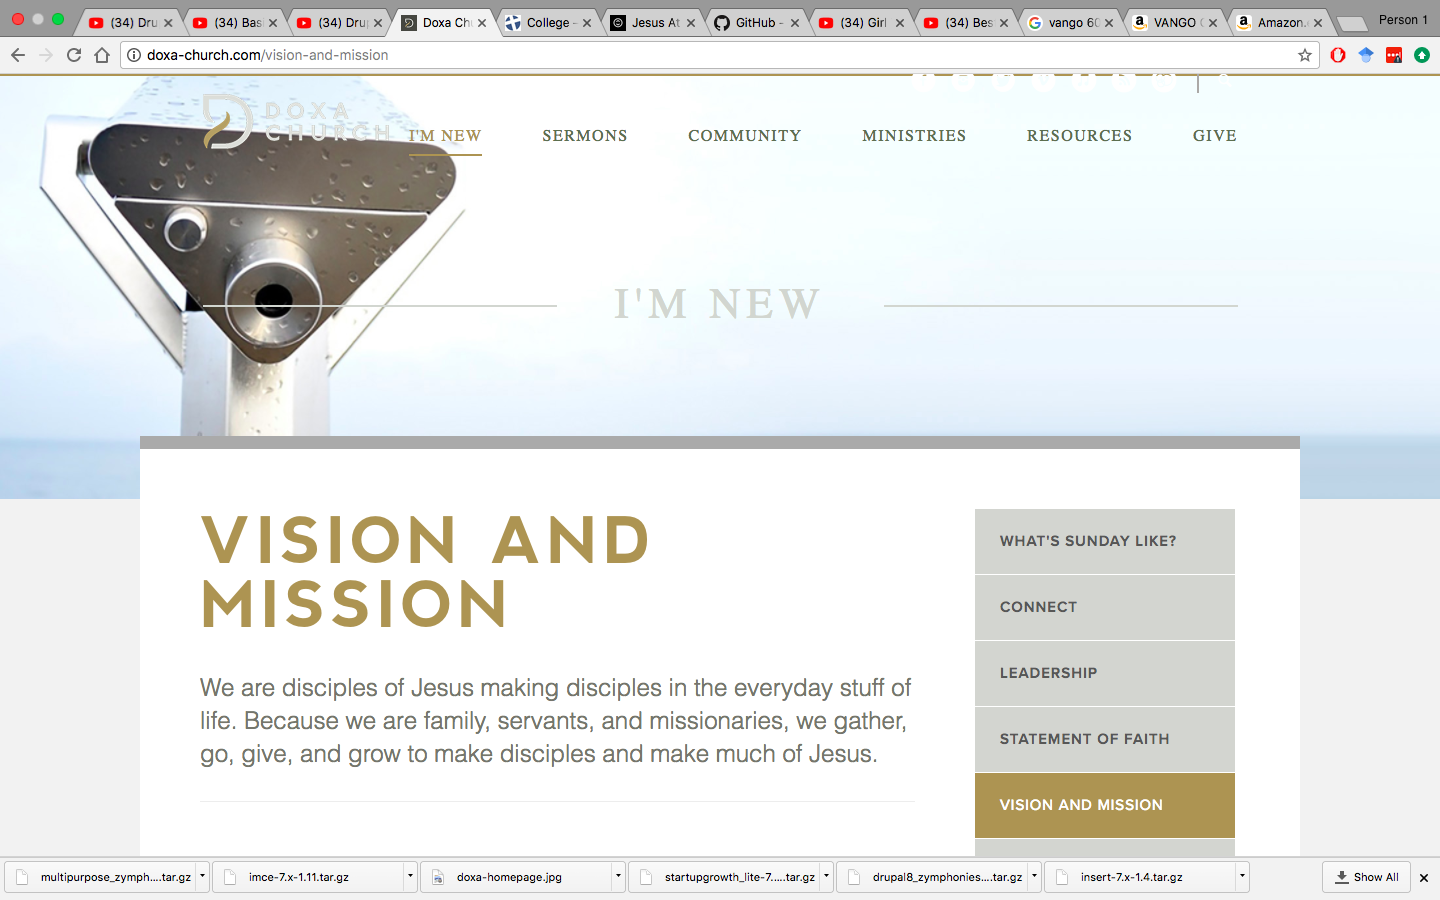 (34) Dru
(34) Bas
(34) Dru
Doxa Ch
College -
Jesus At
GitHub -
(34) Girl
(34) Bes
vango 60
VANGO
Amazon.
Person 1
doxa-church.com/vision-and-mission
DOXA
CHURCH
I'M NEW
SERMONS
COMMUNITY
MINISTRIES
RESOURCES
GIVE
I'M NEW
VISION AND
MISSION
We are disciples of Jesus making disciples in the everyday stuff of
life. Because we are family, servants, and missionaries, we gather,
go, give, and grow to make disciples and make much of Jesus.
WHAT'S SUNDAY LIKE?
CONNECT
LEADERSHIP
STATEMENT OF FAITH
VISION AND MISSION
multipurpose_zymph....tar.gz
imce-7.x-1.11.tar.gz
doxa-homepage.jpg
startupgrowth_lite-7.....tar.gz
drupal8_zymphonies....tar.gz
insert-7.x-1.4.tar.gz
Show All